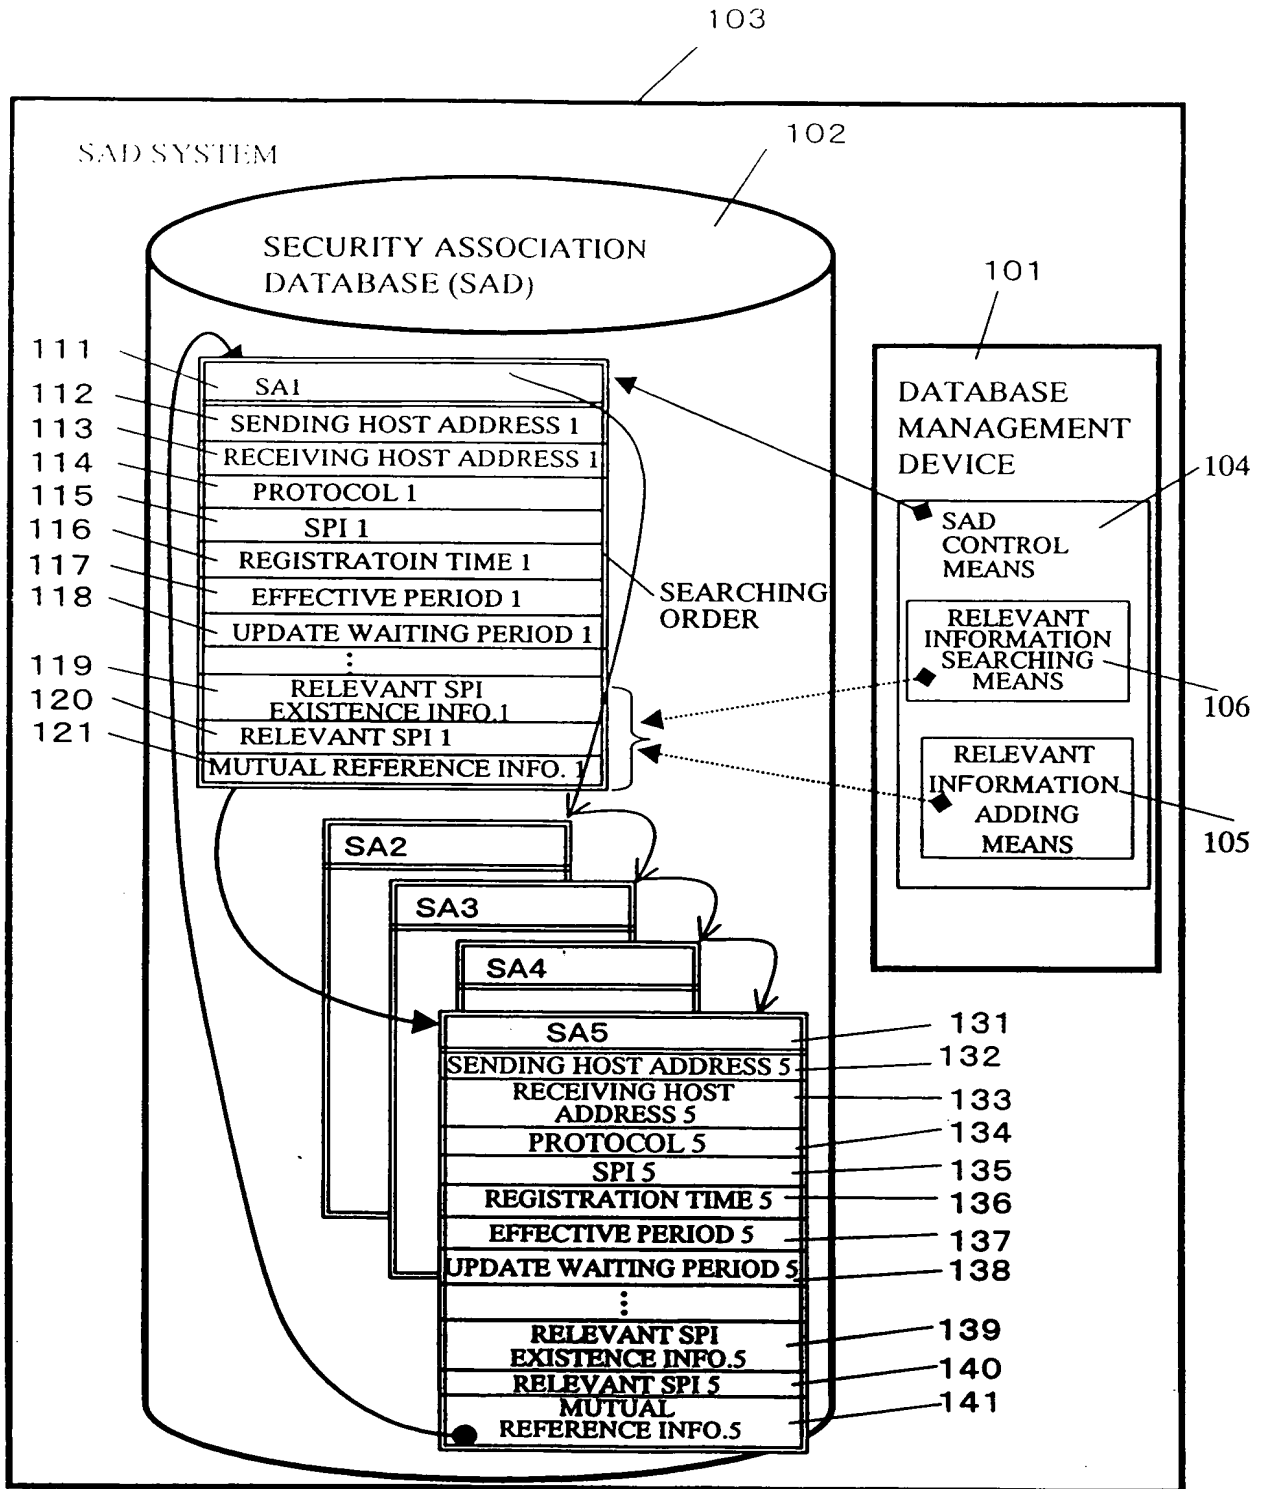 103
SAD SYSTEM
102
SECURITY ASSOCIATION
DATABASE (SAD)
101
DATABASE
MANAGEMENT
DEVICE
104
SAD
CONTROL
MEANS
RELEVANT
INFORMATION
SEARCHING
MEANS
106
RELEVANT
INFORMATION
ADDING
MEANS
105
111
SA1
112
SENDING HOST ADDRESS 1
113
RECEIVING HOST ADDRESS 1
114
PROTOCOL 1
115
SPI 1
116
REGISTRATOIN TIME 1
117
EFFECTIVE PERIOD 1
118
UPDATE WAITING PERIOD 1
⋮
119
RELEVANT SPI
EXISTENCE INFO.1
120
RELEVANT SPI 1
121
MUTUAL REFERENCE INFO. 1
SEARCHING
ORDER
SA2
SA3
SA4
SA5
131
SENDING HOST ADDRESS 5
132
RECEIVING HOST
ADDRESS 5
133
PROTOCOL 5
134
SPI 5
135
REGISTRATION TIME 5
136
EFFECTIVE PERIOD 5
137
UPDATE WAITING PERIOD 5
138
⋮
RELEVANT SPI
EXISTENCE INFO.5
139
RELEVANT SPI 5
140
MUTUAL
REFERENCE INFO.5
141